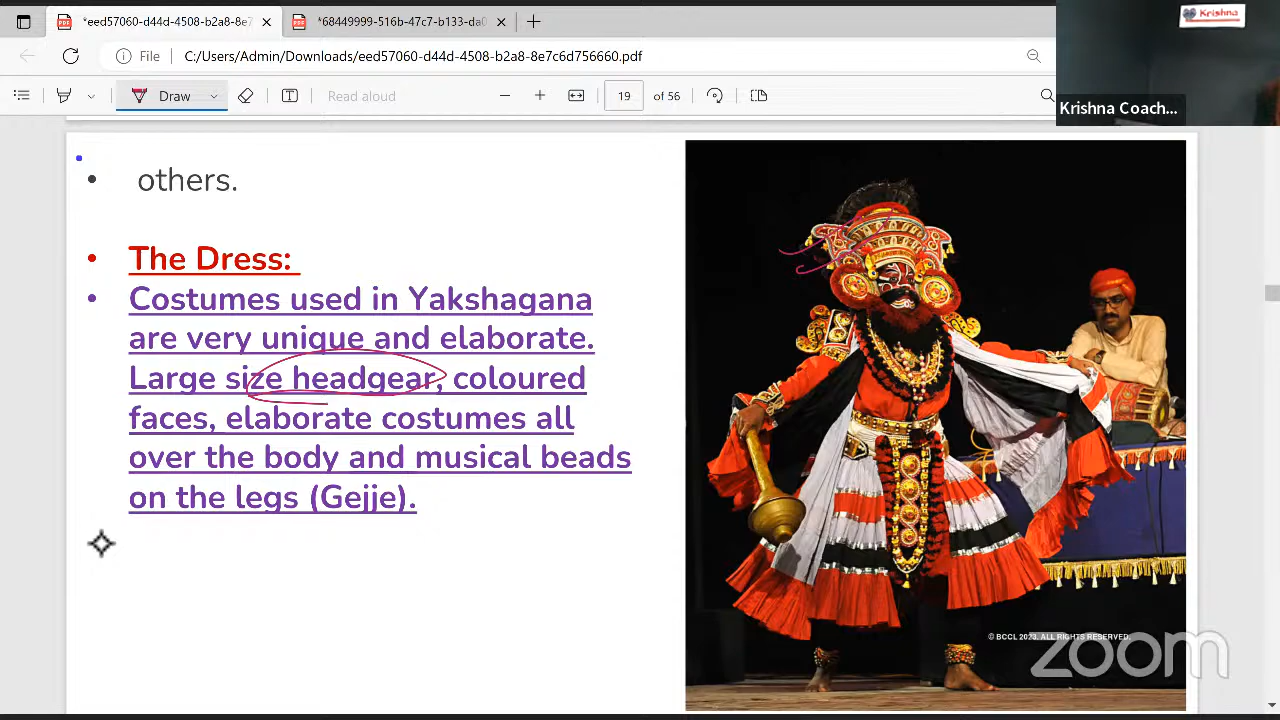 *eed57060-d44d-4508-b2a8-8e7
*68449999-516b-47c7-b133-d
Krishna
File
C:/Users/Admin/Downloads/eed57060-d44d-4508-b2a8-8e7c6d756660.pdf
Draw
Read aloud
19
of 56
Krishna Coach...
others.
The Dress:
Costumes used in Yakshagana
are very unique and elaborate.
Large size headgear, coloured
faces, elaborate costumes all
over the body and musical beads
on the legs (Gejje).
© BCCL 2023. ALL RIGHTS RESERVED.
zoom